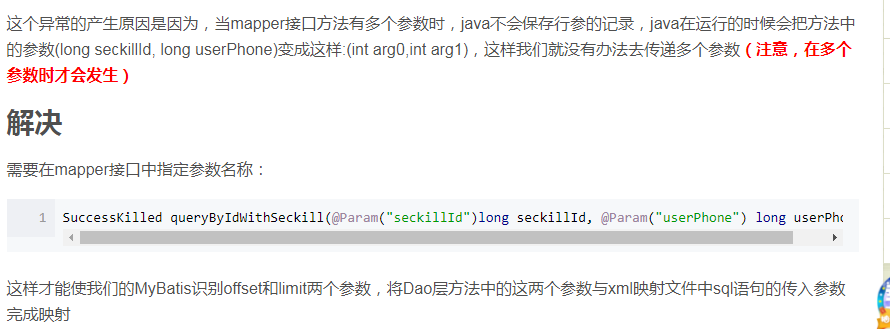 这个异常的产生原因是因为，当mapper接口方法有多个参数时，java不会保存行参的记录，java在运行的时候会把方法中
的参数(long seckillId, long userPhone)变成这样:(int arg0,int arg1)，这样我们就没有办法去传递多个参数（注意，在多个
参数时才会发生）
解决
需要在mapper接口中指定参数名称：
1 SuccessKilled queryByIdWithSeckill(@Param("seckillId")long seckillId, @Param("userPhone") long userPho
这样才能使我们的MyBatis识别offset和limit两个参数，将Dao层方法中的这两个参数与xml映射文件中sql语句的传入参数
完成映射